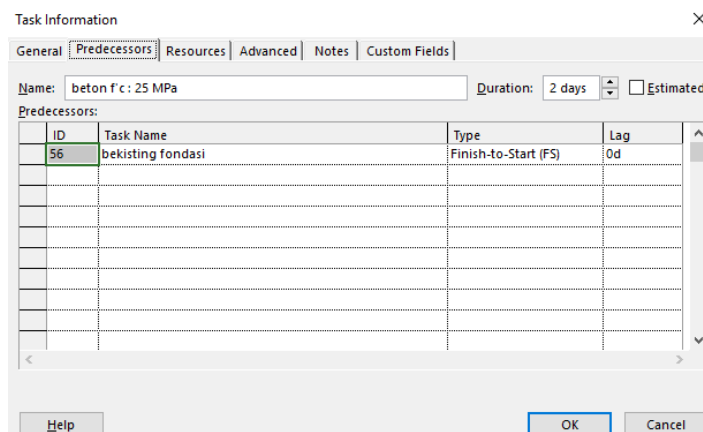 Task Information
General Predecessors Resources Advanced Notes Custom Fields
Name: beton f'c : 25 MPa Duration: 2 days Estimated
Predecessors:
ID Task Name Type Lag
56 bekisting fondasi Finish-to-Start (FS) 0d
Help OK Cancel